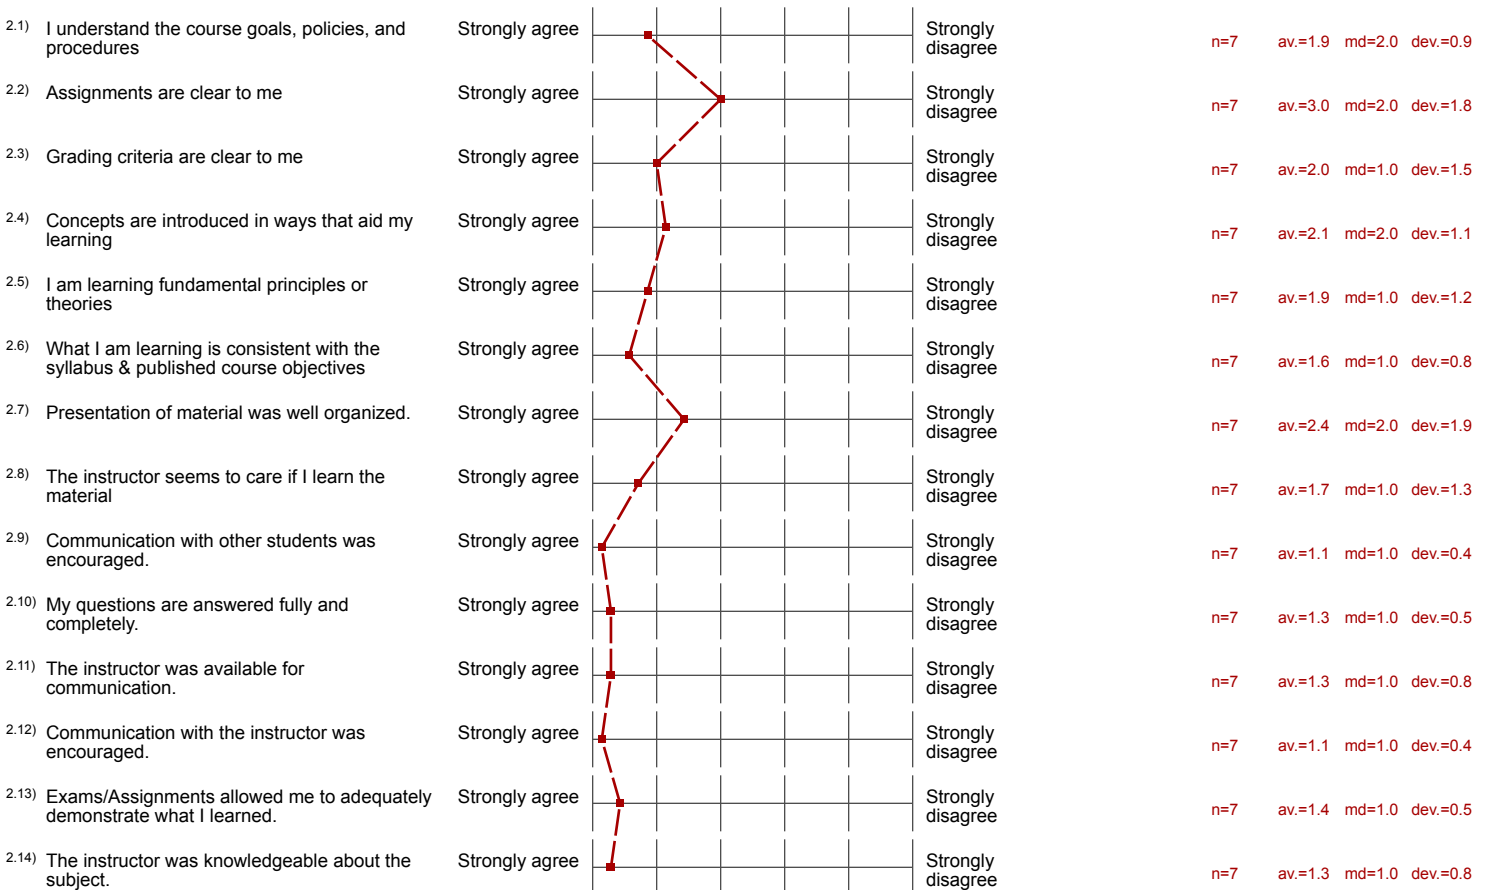 2.1) I understand the course goals, policies, and procedures Strongly agree Strongly disagree n=7 av.=1.9 md=2.0 dev.=0.9
2.2) Assignments are clear to me Strongly agree Strongly disagree n=7 av.=3.0 md=2.0 dev.=1.8
2.3) Grading criteria are clear to me Strongly agree Strongly disagree n=7 av.=2.0 md=1.0 dev.=1.5
2.4) Concepts are introduced in ways that aid my learning Strongly agree Strongly disagree n=7 av.=2.1 md=2.0 dev.=1.1
2.5) I am learning fundamental principles or theories Strongly agree Strongly disagree n=7 av.=1.9 md=1.0 dev.=1.2
2.6) What I am learning is consistent with the syllabus & published course objectives Strongly agree Strongly disagree n=7 av.=1.6 md=1.0 dev.=0.8
2.7) Presentation of material was well organized. Strongly agree Strongly disagree n=7 av.=2.4 md=2.0 dev.=1.9
2.8) The instructor seems to care if I learn the material Strongly agree Strongly disagree n=7 av.=1.7 md=1.0 dev.=1.3
2.9) Communication with other students was encouraged. Strongly agree Strongly disagree n=7 av.=1.1 md=1.0 dev.=0.4
2.10) My questions are answered fully and completely. Strongly agree Strongly disagree n=7 av.=1.3 md=1.0 dev.=0.5
2.11) The instructor was available for communication. Strongly agree Strongly disagree n=7 av.=1.3 md=1.0 dev.=0.8
2.12) Communication with the instructor was encouraged. Strongly agree Strongly disagree n=7 av.=1.1 md=1.0 dev.=0.4
2.13) Exams/Assignments allowed me to adequately demonstrate what I learned. Strongly agree Strongly disagree n=7 av.=1.4 md=1.0 dev.=0.5
2.14) The instructor was knowledgeable about the subject. Strongly agree Strongly disagree n=7 av.=1.3 md=1.0 dev.=0.8